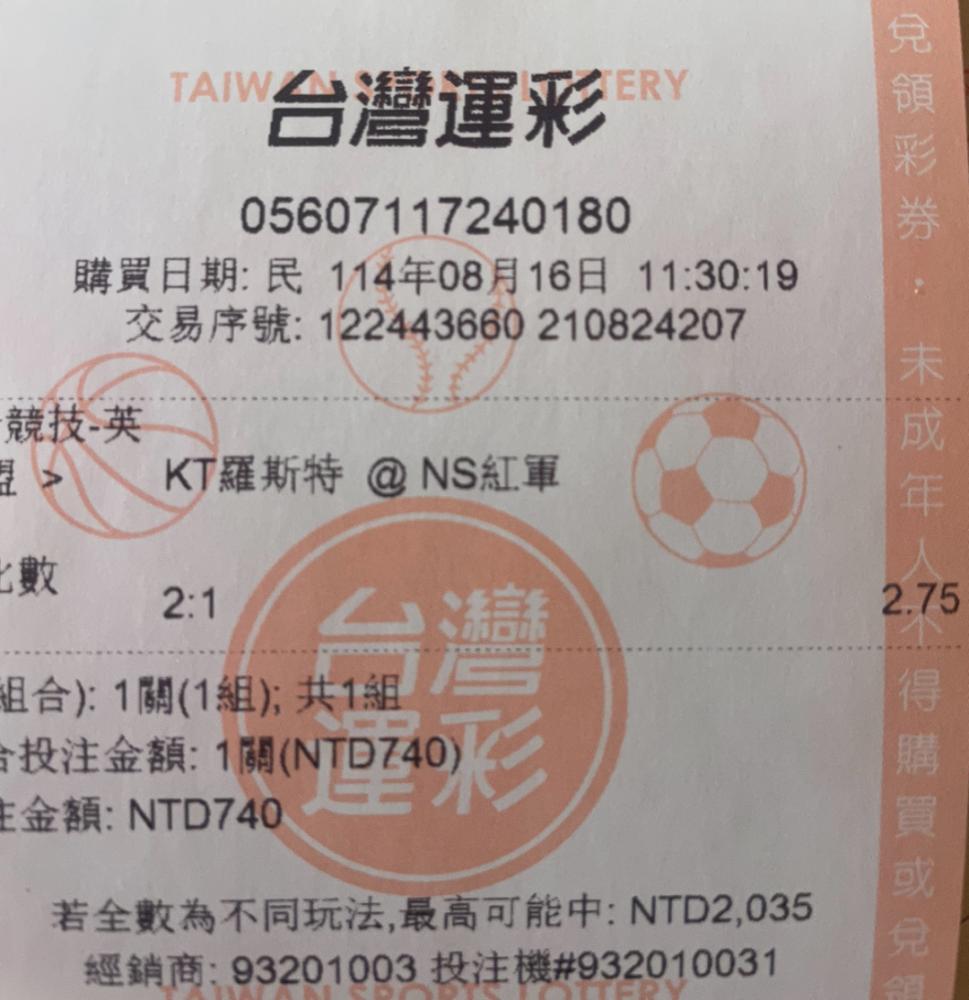 TAIWAN SPORTS LOTTERY
台灣運彩
05607117240180
購買日期: 民 114年08月16日 11:30:19
交易序號: 122443660 210824207
競技-英
盟 > KT羅斯特 @ NS紅軍
比數
2:1 2.75
台灣
運彩
組合): 1關(1組); 共1組
合投注金額: 1關(NTD740)
注金額: NTD740
若全數為不同玩法,最高可能中: NTD2,035
經銷商: 93201003 投注機#932010031
TAIWAN SPORTS LOTTERY
兌領彩券・未成年人不得購買或兌領